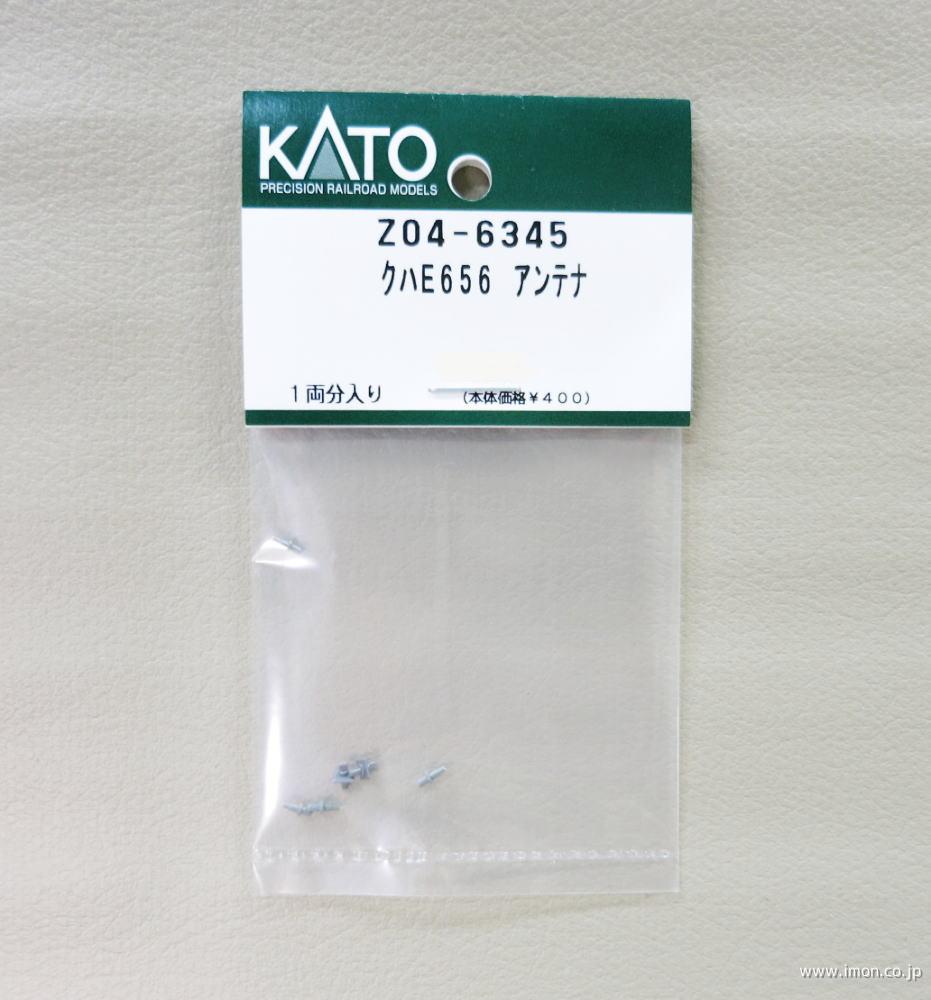 KATO
PRECISION RAILROAD MODELS
Z04-6345
クハE656 アンテナ
1両分入り (本体価格¥400)
www.imon.co.jp